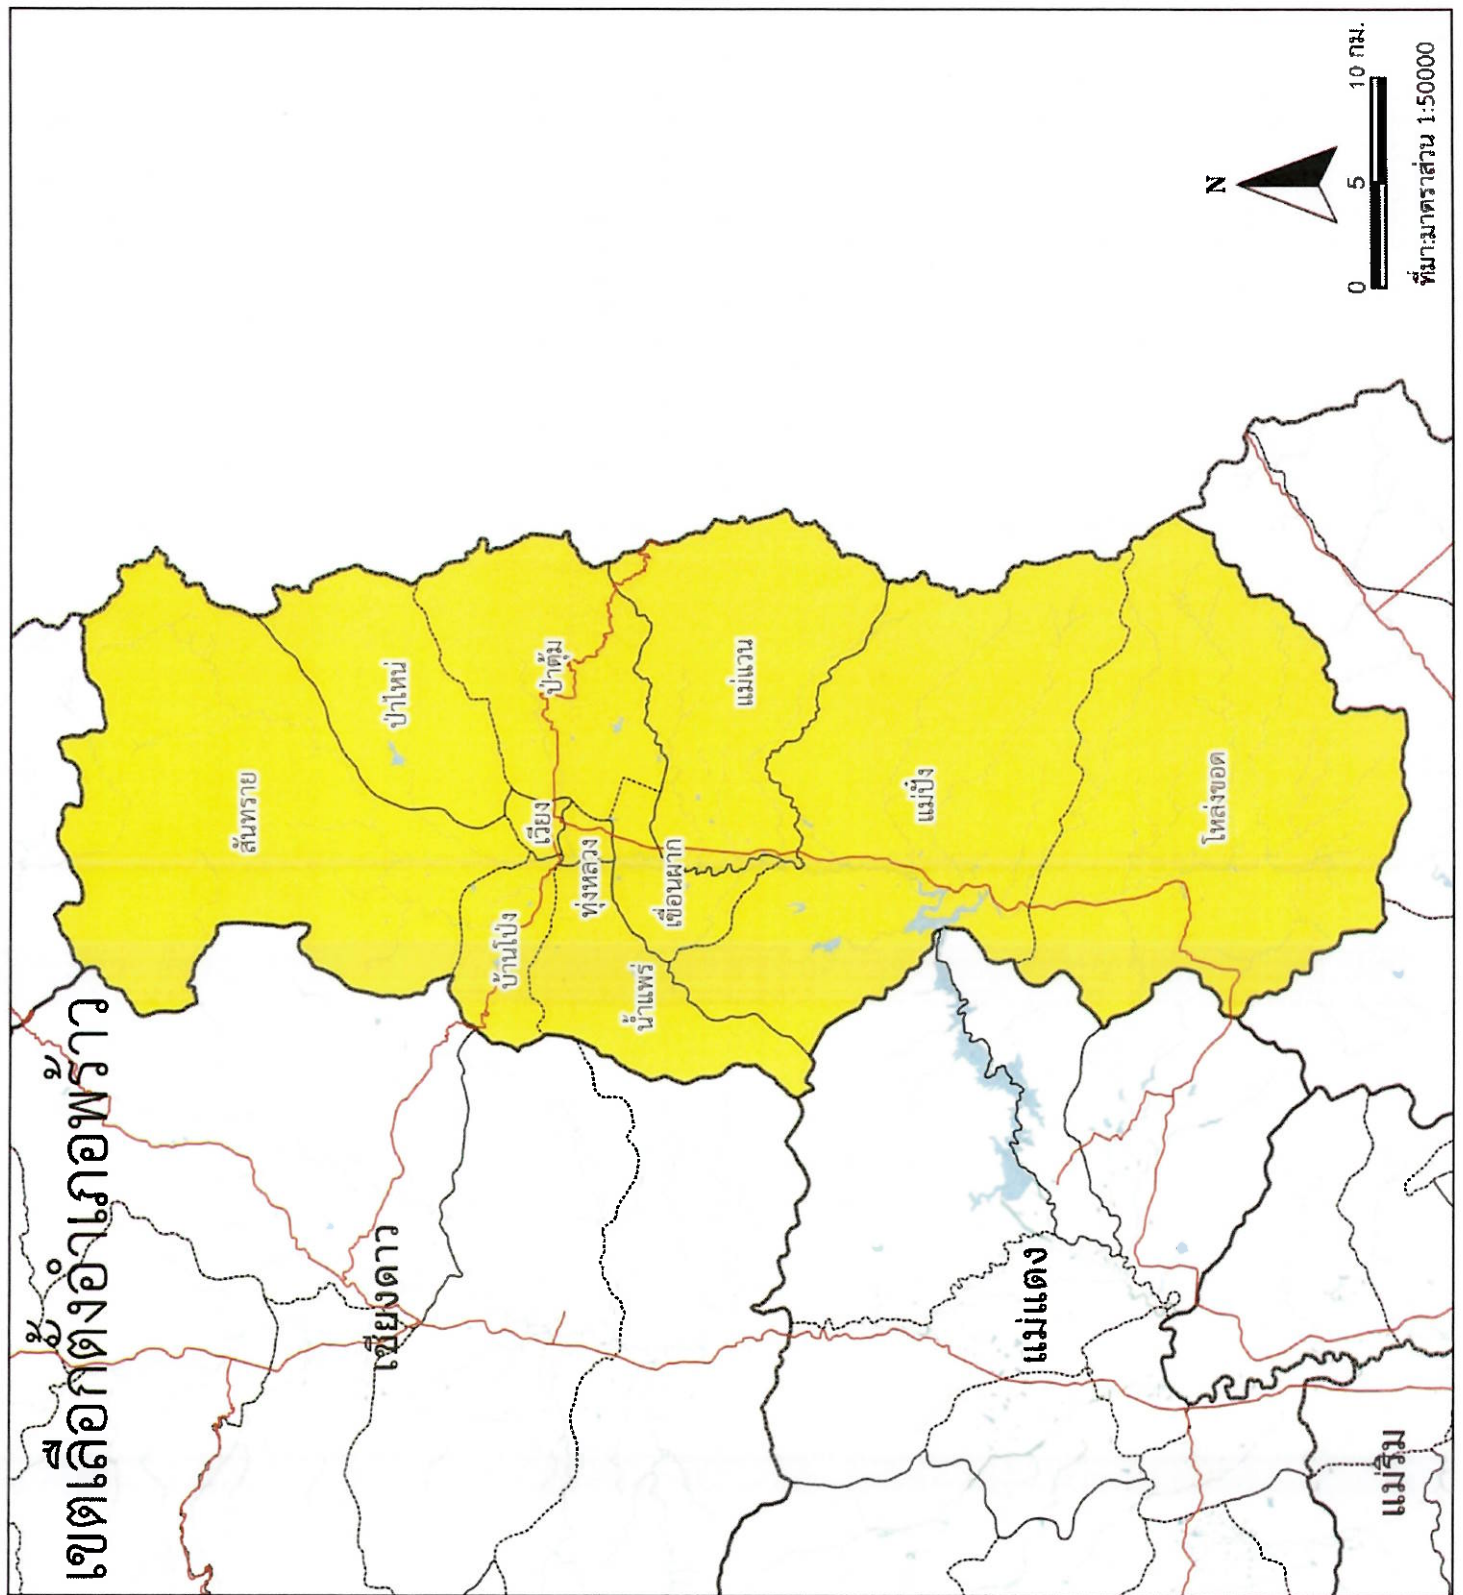 เขตเลือกตั้งอำเภอพร้าว
สันทราย
ป่าไหน่
ป่าตุ้ม
เวียง
บ้านโป่ง
ทุ่งหลวง
เขื่อนผาก
น้ำแพร่
แม่แวน
แม่ปั๋ง
โหล่งขอด
เชียงดาว
แม่แตง
แม่ริม
N
0 5 10 กม.
ที่มา:มาตราส่วน 1:50000